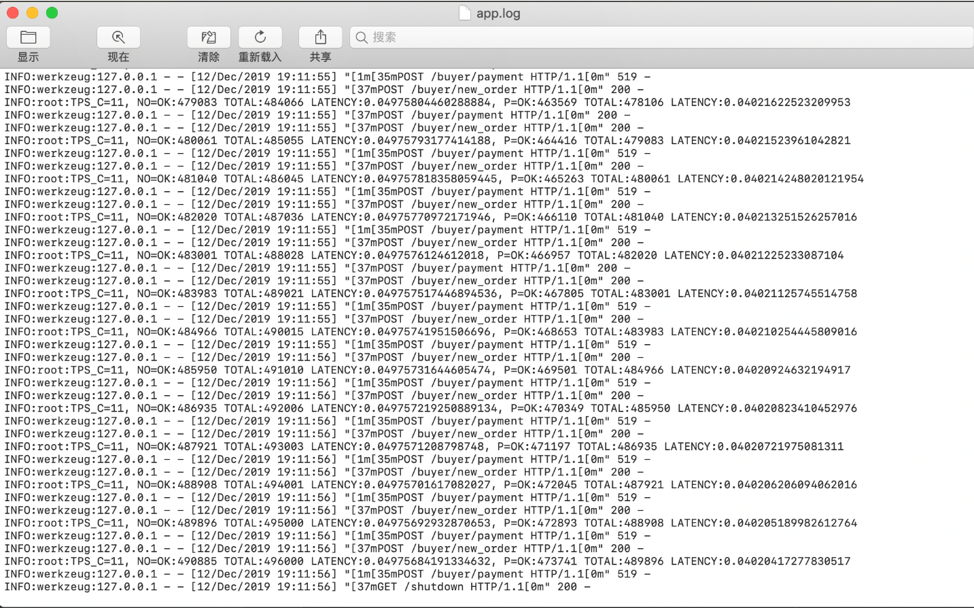 app.log
显示
现在
清除
重新载入
共享
搜索
INFO:werkzeug:127.0.0.1 - - [12/Dec/2019 19:11:55] "[1m[35mPOST /buyer/payment HTTP/1.1[0m" 519 -
INFO:werkzeug:127.0.0.1 - - [12/Dec/2019 19:11:55] "[37mPOST /buyer/new_order HTTP/1.1[0m" 200 -
INFO:root:TPS_C=11, NO=OK:479083 TOTAL:484066 LATENCY:0.04975804460288884, P=OK:463569 TOTAL:478106 LATENCY:0.04021622523209953
INFO:werkzeug:127.0.0.1 - - [12/Dec/2019 19:11:55] "[37mPOST /buyer/payment HTTP/1.1[0m" 200 -
INFO:werkzeug:127.0.0.1 - - [12/Dec/2019 19:11:55] "[37mPOST /buyer/new_order HTTP/1.1[0m" 200 -
INFO:root:TPS_C=11, NO=OK:480061 TOTAL:485055 LATENCY:0.04975793177414188, P=OK:464416 TOTAL:479083 LATENCY:0.04021523961042821
INFO:werkzeug:127.0.0.1 - - [12/Dec/2019 19:11:55] "[1m[35mPOST /buyer/payment HTTP/1.1[0m" 519 -
INFO:werkzeug:127.0.0.1 - - [12/Dec/2019 19:11:55] "[37mPOST /buyer/new_order HTTP/1.1[0m" 200 -
INFO:root:TPS_C=11, NO=OK:481040 TOTAL:486045 LATENCY:0.04975781358059445, P=OK:465263 TOTAL:480061 LATENCY:0.040214248020121954
INFO:werkzeug:127.0.0.1 - - [12/Dec/2019 19:11:55] "[1m[35mPOST /buyer/payment HTTP/1.1[0m" 519 -
INFO:werkzeug:127.0.0.1 - - [12/Dec/2019 19:11:55] "[37mPOST /buyer/new_order HTTP/1.1[0m" 200 -
INFO:root:TPS_C=11, NO=OK:482020 TOTAL:487036 LATENCY:0.04975770972171946, P=OK:466110 TOTAL:481040 LATENCY:0.040213251526257016
INFO:werkzeug:127.0.0.1 - - [12/Dec/2019 19:11:55] "[1m[35mPOST /buyer/payment HTTP/1.1[0m" 519 -
INFO:werkzeug:127.0.0.1 - - [12/Dec/2019 19:11:55] "[37mPOST /buyer/new_order HTTP/1.1[0m" 200 -
INFO:root:TPS_C=11, NO=OK:483001 TOTAL:488028 LATENCY:0.0497576124612018, P=OK:466957 TOTAL:482020 LATENCY:0.04021225233087104
INFO:werkzeug:127.0.0.1 - - [12/Dec/2019 19:11:55] "[37mPOST /buyer/payment HTTP/1.1[0m" 200 -
INFO:werkzeug:127.0.0.1 - - [12/Dec/2019 19:11:55] "[37mPOST /buyer/new_order HTTP/1.1[0m" 200 -
INFO:root:TPS_C=11, NO=OK:483983 TOTAL:489021 LATENCY:0.049757517446894536, P=OK:467805 TOTAL:483001 LATENCY:0.04021125745514758
INFO:werkzeug:127.0.0.1 - - [12/Dec/2019 19:11:55] "[1m[35mPOST /buyer/payment HTTP/1.1[0m" 519 -
INFO:werkzeug:127.0.0.1 - - [12/Dec/2019 19:11:55] "[37mPOST /buyer/new_order HTTP/1.1[0m" 200 -
INFO:root:TPS_C=11, NO=OK:484966 TOTAL:490015 LATENCY:0.04975741951506696, P=OK:468653 TOTAL:483983 LATENCY:0.040210254445809016
INFO:werkzeug:127.0.0.1 - - [12/Dec/2019 19:11:55] "[1m[35mPOST /buyer/payment HTTP/1.1[0m" 519 -
INFO:werkzeug:127.0.0.1 - - [12/Dec/2019 19:11:56] "[37mPOST /buyer/new_order HTTP/1.1[0m" 200 -
INFO:root:TPS_C=11, NO=OK:485950 TOTAL:491010 LATENCY:0.04975731644605474, P=OK:469501 TOTAL:484966 LATENCY:0.04020924632194917
INFO:werkzeug:127.0.0.1 - - [12/Dec/2019 19:11:56] "[1m[35mPOST /buyer/payment HTTP/1.1[0m" 519 -
INFO:werkzeug:127.0.0.1 - - [12/Dec/2019 19:11:56] "[37mPOST /buyer/new_order HTTP/1.1[0m" 200 -
INFO:root:TPS_C=11, NO=OK:486935 TOTAL:492006 LATENCY:0.049757219250889134, P=OK:470349 TOTAL:485950 LATENCY:0.04020823410452976
INFO:werkzeug:127.0.0.1 - - [12/Dec/2019 19:11:56] "[1m[35mPOST /buyer/payment HTTP/1.1[0m" 519 -
INFO:werkzeug:127.0.0.1 - - [12/Dec/2019 19:11:56] "[37mPOST /buyer/new_order HTTP/1.1[0m" 200 -
INFO:root:TPS_C=11, NO=OK:487921 TOTAL:493003 LATENCY:0.0497571208798748, P=OK:471197 TOTAL:486935 LATENCY:0.04020721975081311
INFO:werkzeug:127.0.0.1 - - [12/Dec/2019 19:11:56] "[1m[35mPOST /buyer/payment HTTP/1.1[0m" 519 -
INFO:werkzeug:127.0.0.1 - - [12/Dec/2019 19:11:56] "[37mPOST /buyer/new_order HTTP/1.1[0m" 200 -
INFO:root:TPS_C=11, NO=OK:488908 TOTAL:494001 LATENCY:0.04975701617082027, P=OK:472045 TOTAL:487921 LATENCY:0.040206206094062016
INFO:werkzeug:127.0.0.1 - - [12/Dec/2019 19:11:56] "[1m[35mPOST /buyer/payment HTTP/1.1[0m" 519 -
INFO:werkzeug:127.0.0.1 - - [12/Dec/2019 19:11:56] "[37mPOST /buyer/new_order HTTP/1.1[0m" 200 -
INFO:root:TPS_C=11, NO=OK:489896 TOTAL:495000 LATENCY:0.04975692932870653, P=OK:472893 TOTAL:488908 LATENCY:0.040205189982612764
INFO:werkzeug:127.0.0.1 - - [12/Dec/2019 19:11:56] "[1m[35mPOST /buyer/payment HTTP/1.1[0m" 519 -
INFO:werkzeug:127.0.0.1 - - [12/Dec/2019 19:11:56] "[37mPOST /buyer/new_order HTTP/1.1[0m" 200 -
INFO:root:TPS_C=11, NO=OK:490885 TOTAL:496000 LATENCY:0.04975684191334632, P=OK:473741 TOTAL:489896 LATENCY:0.04020417277830517
INFO:werkzeug:127.0.0.1 - - [12/Dec/2019 19:11:56] "[1m[35mPOST /buyer/payment HTTP/1.1[0m" 519 -
INFO:werkzeug:127.0.0.1 - - [12/Dec/2019 19:11:56] "[37mGET /shutdown HTTP/1.1[0m" 200 -